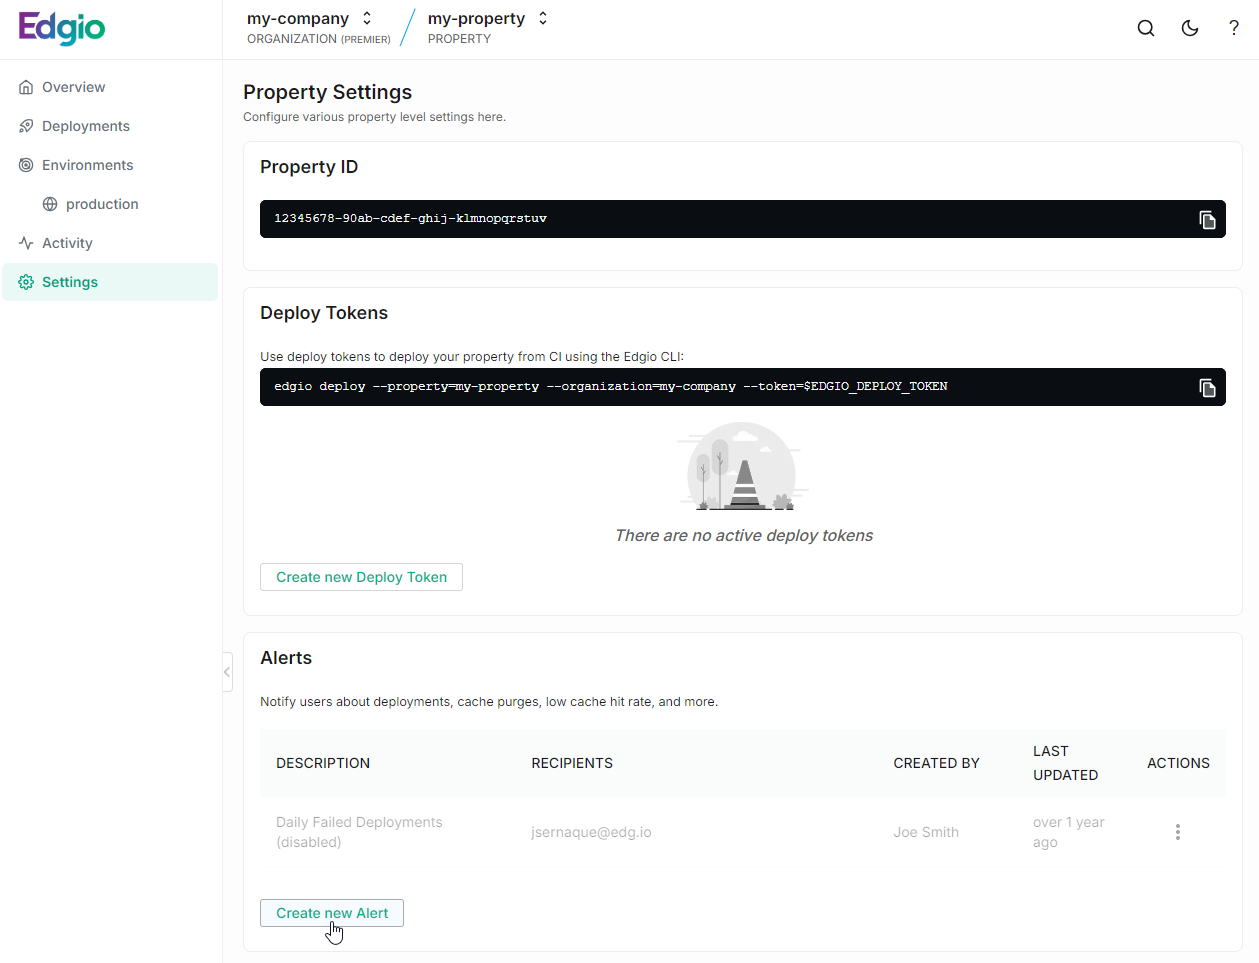 Edgio
my-company
ORGANIZATION (PREMIER)
my-property
PROPERTY
?
Overview
Deployments
Environments
production
Activity
Settings
Property Settings
Configure various property level settings here.
Property ID
12345678-90ab-cdef-ghij-klmnopqrstuv
Deploy Tokens
Use deploy tokens to deploy your property from CI using the Edgio CLI:
edgio deploy --property=my-property --organization=my-company --token=$EDGIO_DEPLOY_TOKEN
There are no active deploy tokens
Create new Deploy Token
Alerts
Notify users about deployments, cache purges, low cache hit rate, and more.
DESCRIPTION RECIPIENTS CREATED BY LAST UPDATED ACTIONS
Daily Failed Deployments (disabled) jsernaque@edg.io Joe Smith over 1 year ago
Create new Alert